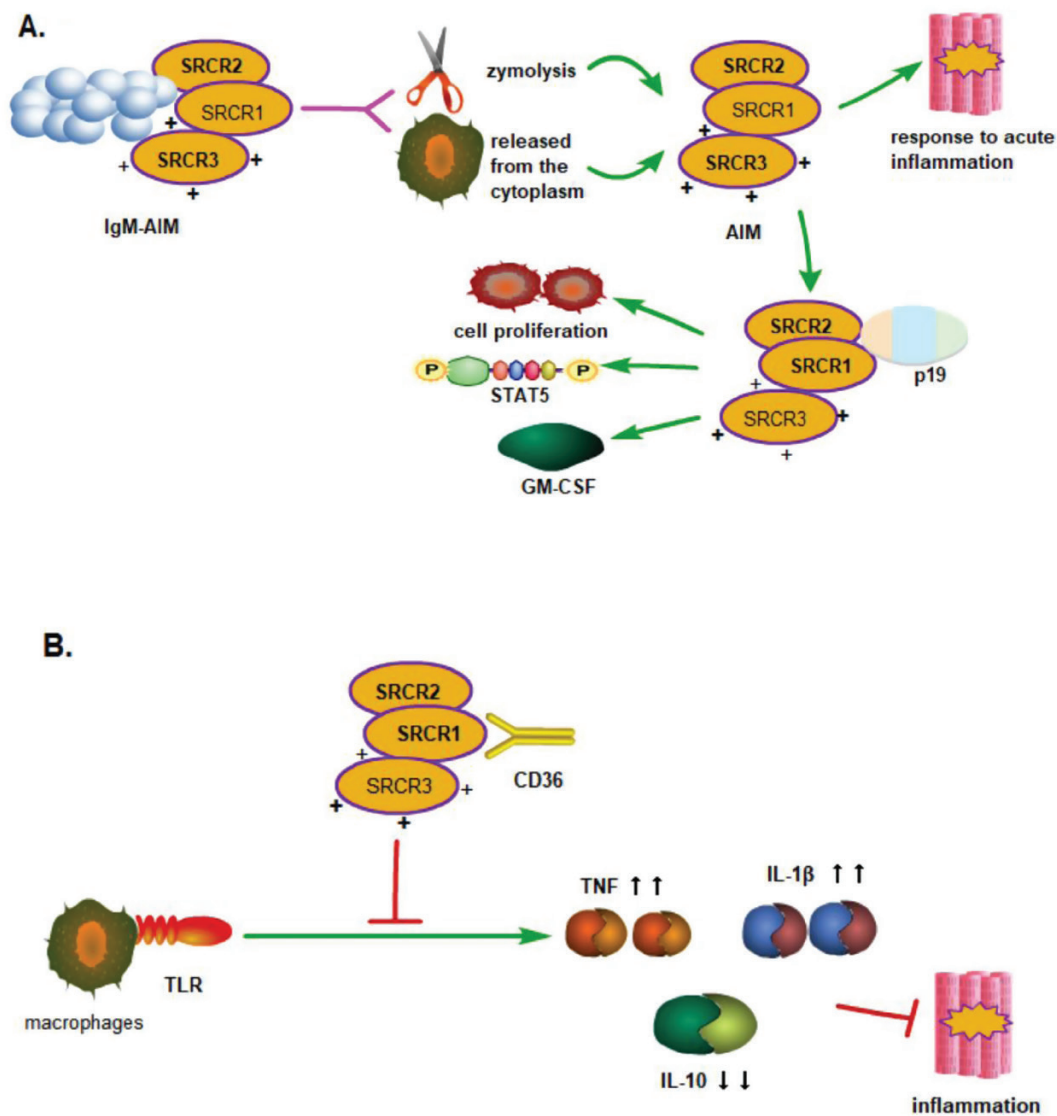 A.
SRCR2
SRCR1
SRCR3
+
+
+
+
IgM-AIM
zymolysis
released
from the
cytoplasm
SRCR2
SRCR1
SRCR3
+
+
+
+
AIM
response to acute
inflammation
cell proliferation
P
P
STAT5
GM-CSF
SRCR2
SRCR1
SRCR3
+
+
+
+
p19
B.
SRCR2
SRCR1
SRCR3
+
+
+
+
CD36
TLR
macrophages
TNF ↑ ↑
IL-1β ↑ ↑
IL-10 ↓ ↓
inflammation